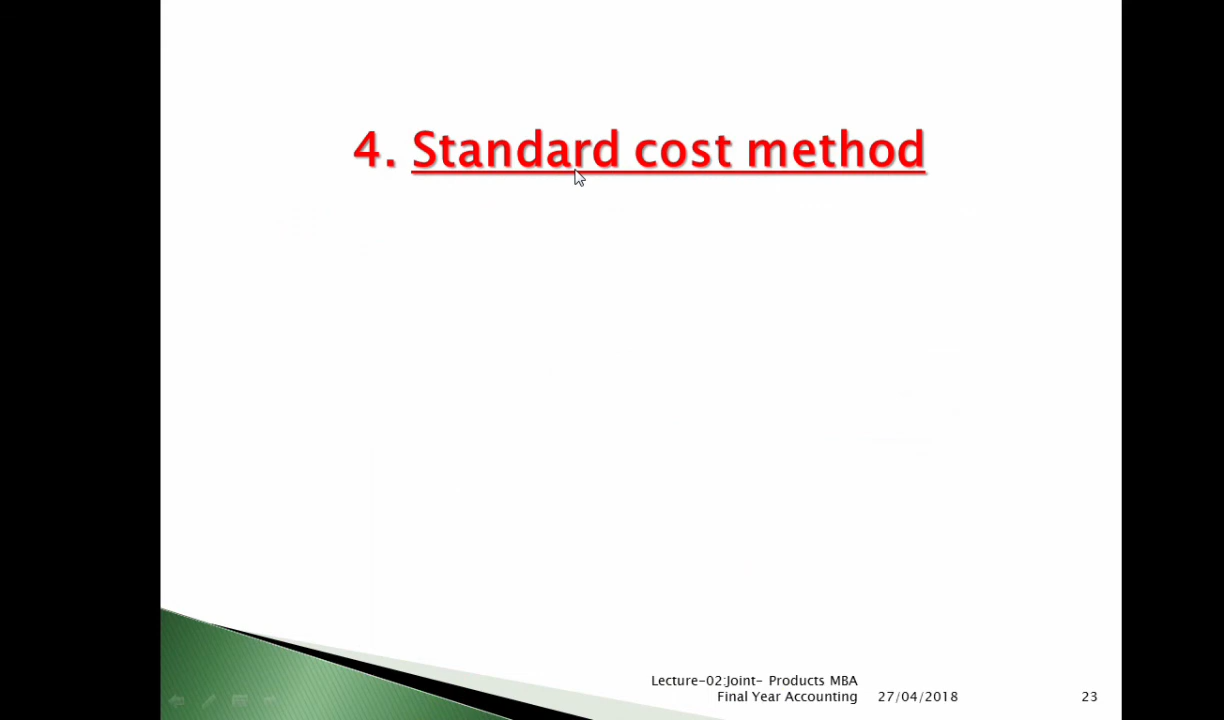 4. Standard cost method
Lecture-02:Joint- Products MBA
Final Year Accounting
27/04/2018
23